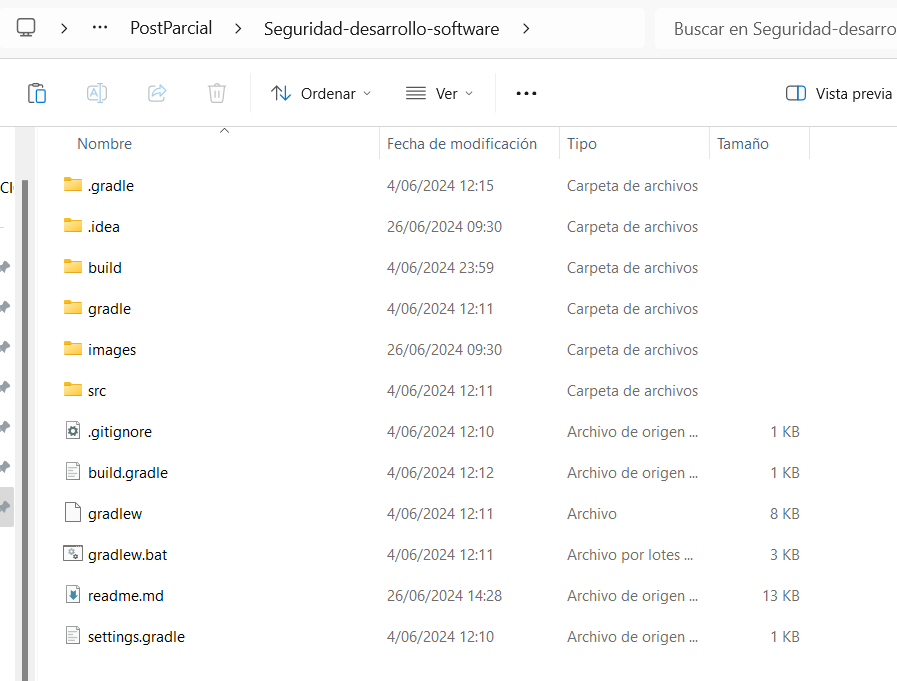 ··· PostParcial Seguridad-desarrollo-software Buscar en Seguridad-desarro
Ordenar Ver ··· Vista previa
Nombre Fecha de modificación Tipo Tamaño
CI
.gradle 4/06/2024 12:15 Carpeta de archivos
.idea 26/06/2024 09:30 Carpeta de archivos
build 4/06/2024 23:59 Carpeta de archivos
gradle 4/06/2024 12:11 Carpeta de archivos
images 26/06/2024 09:30 Carpeta de archivos
src 4/06/2024 12:11 Carpeta de archivos
.gitignore 4/06/2024 12:10 Archivo de origen ... 1 KB
build.gradle 4/06/2024 12:12 Archivo de origen ... 1 KB
gradlew 4/06/2024 12:11 Archivo 8 KB
gradlew.bat 4/06/2024 12:11 Archivo por lotes ... 3 KB
readme.md 26/06/2024 14:28 Archivo de origen ... 13 KB
settings.gradle 4/06/2024 12:10 Archivo de origen ... 1 KB